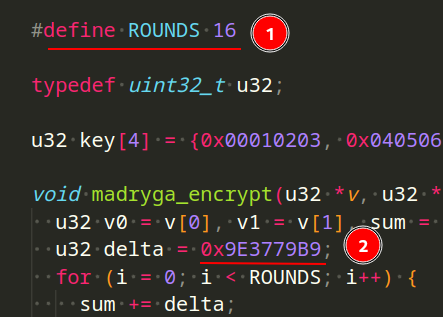 #define ROUNDS 16
1
typedef uint32_t u32;
u32 key[4] = {0x00010203, 0x040506
void madryga_encrypt(u32 *v, u32 *
u32 v0 = v[0], v1 = v[1], sum =
u32 delta = 0x9E3779B9;
2
for (i = 0; i < ROUNDS; i++) {
sum += delta;